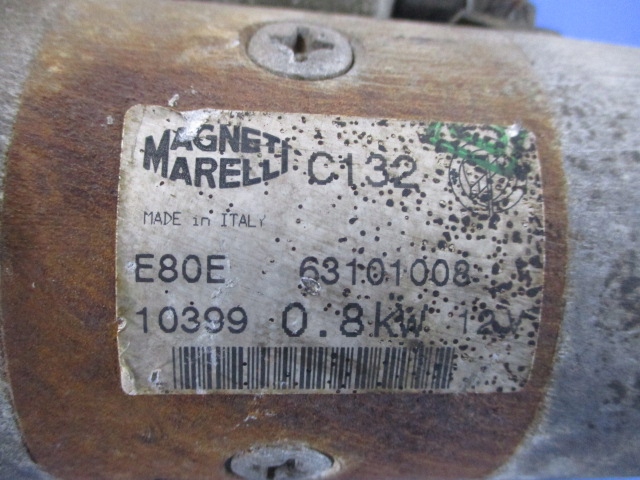 MAGNETI
MARELLI C132
MADE in ITALY
E80E 63101008
10399 0.8kW 12V